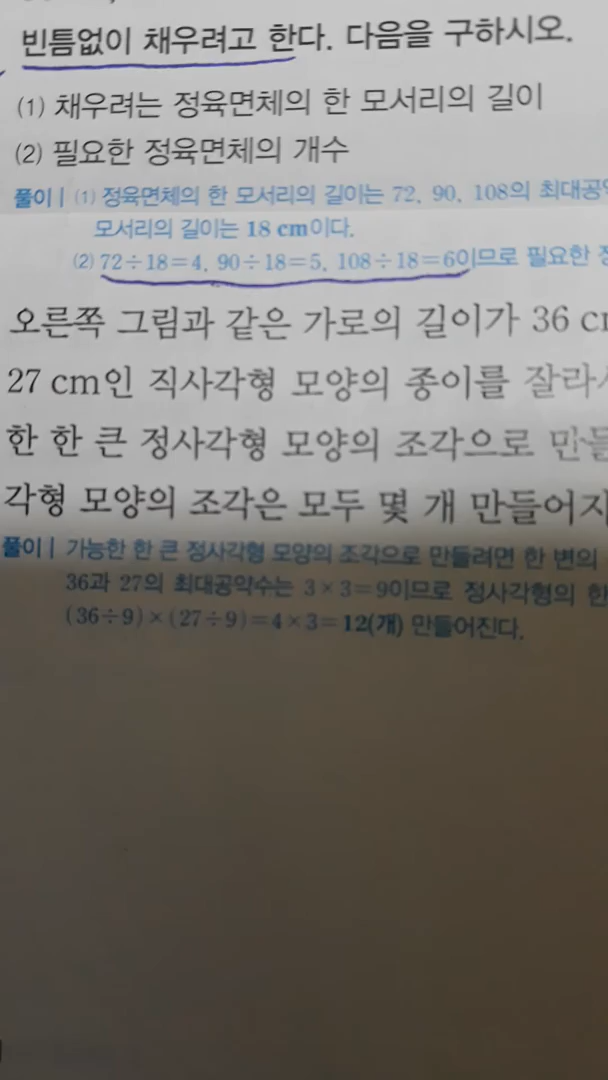 빈틈없이 채우려고 한다. 다음을 구하시오.
(1) 채우려는 정육면체의 한 모서리의 길이
(2) 필요한 정육면체의 개수
풀이 | (1) 정육면체의 한 모서리의 길이는 72, 90, 108의 최대공약
모서리의 길이는 18 cm이다.
(2) 72÷18=4, 90÷18=5, 108÷18=6이므로 필요한
오른쪽 그림과 같은 가로의 길이가 36
27 cm인 직사각형 모양의 종이를 잘라
한 한 큰 정사각형 모양의 조각으로 만들
각형 모양의 조각은 모두 몇 개 만들어지
풀이 | 가능한 한 큰 정사각형 모양의 조각으로 만들려면 한 변의
36과 27의 최대공약수는 3×3=9이므로 정사각형의 한
(36÷9)×(27÷9)=4×3=12(개) 만들어진다.